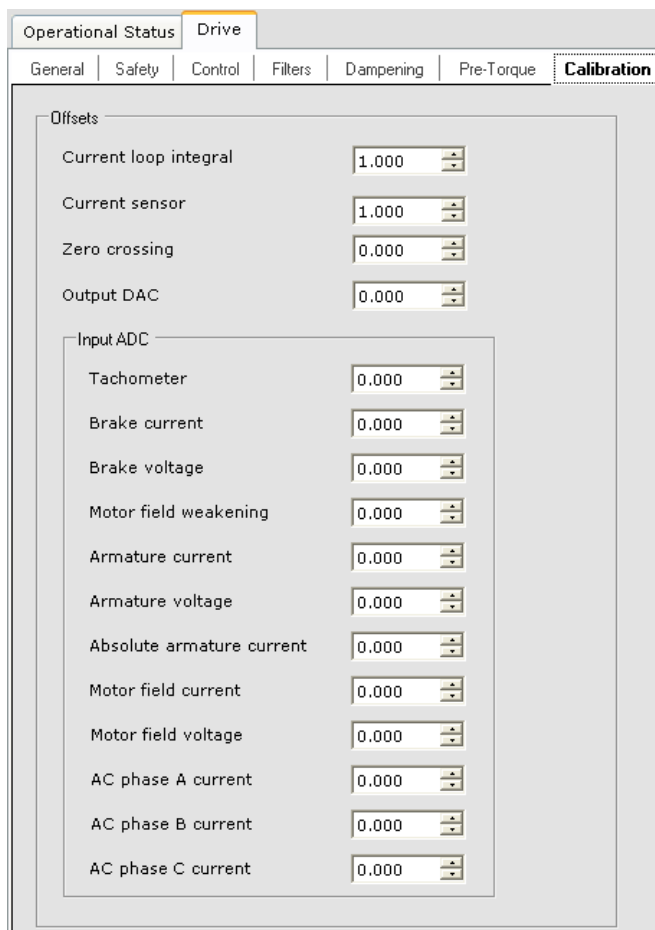 Operational Status Drive
General Safety Control Filters Dampening Pre-Torque Calibration
Offsets
Current loop integral 1.000
Current sensor 1.000
Zero crossing 0.000
Output DAC 0.000
Input ADC
Tachometer 0.000
Brake current 0.000
Brake voltage 0.000
Motor field weakening 0.000
Armature current 0.000
Armature voltage 0.000
Absolute armature current 0.000
Motor field current 0.000
Motor field voltage 0.000
AC phase A current 0.000
AC phase B current 0.000
AC phase C current 0.000